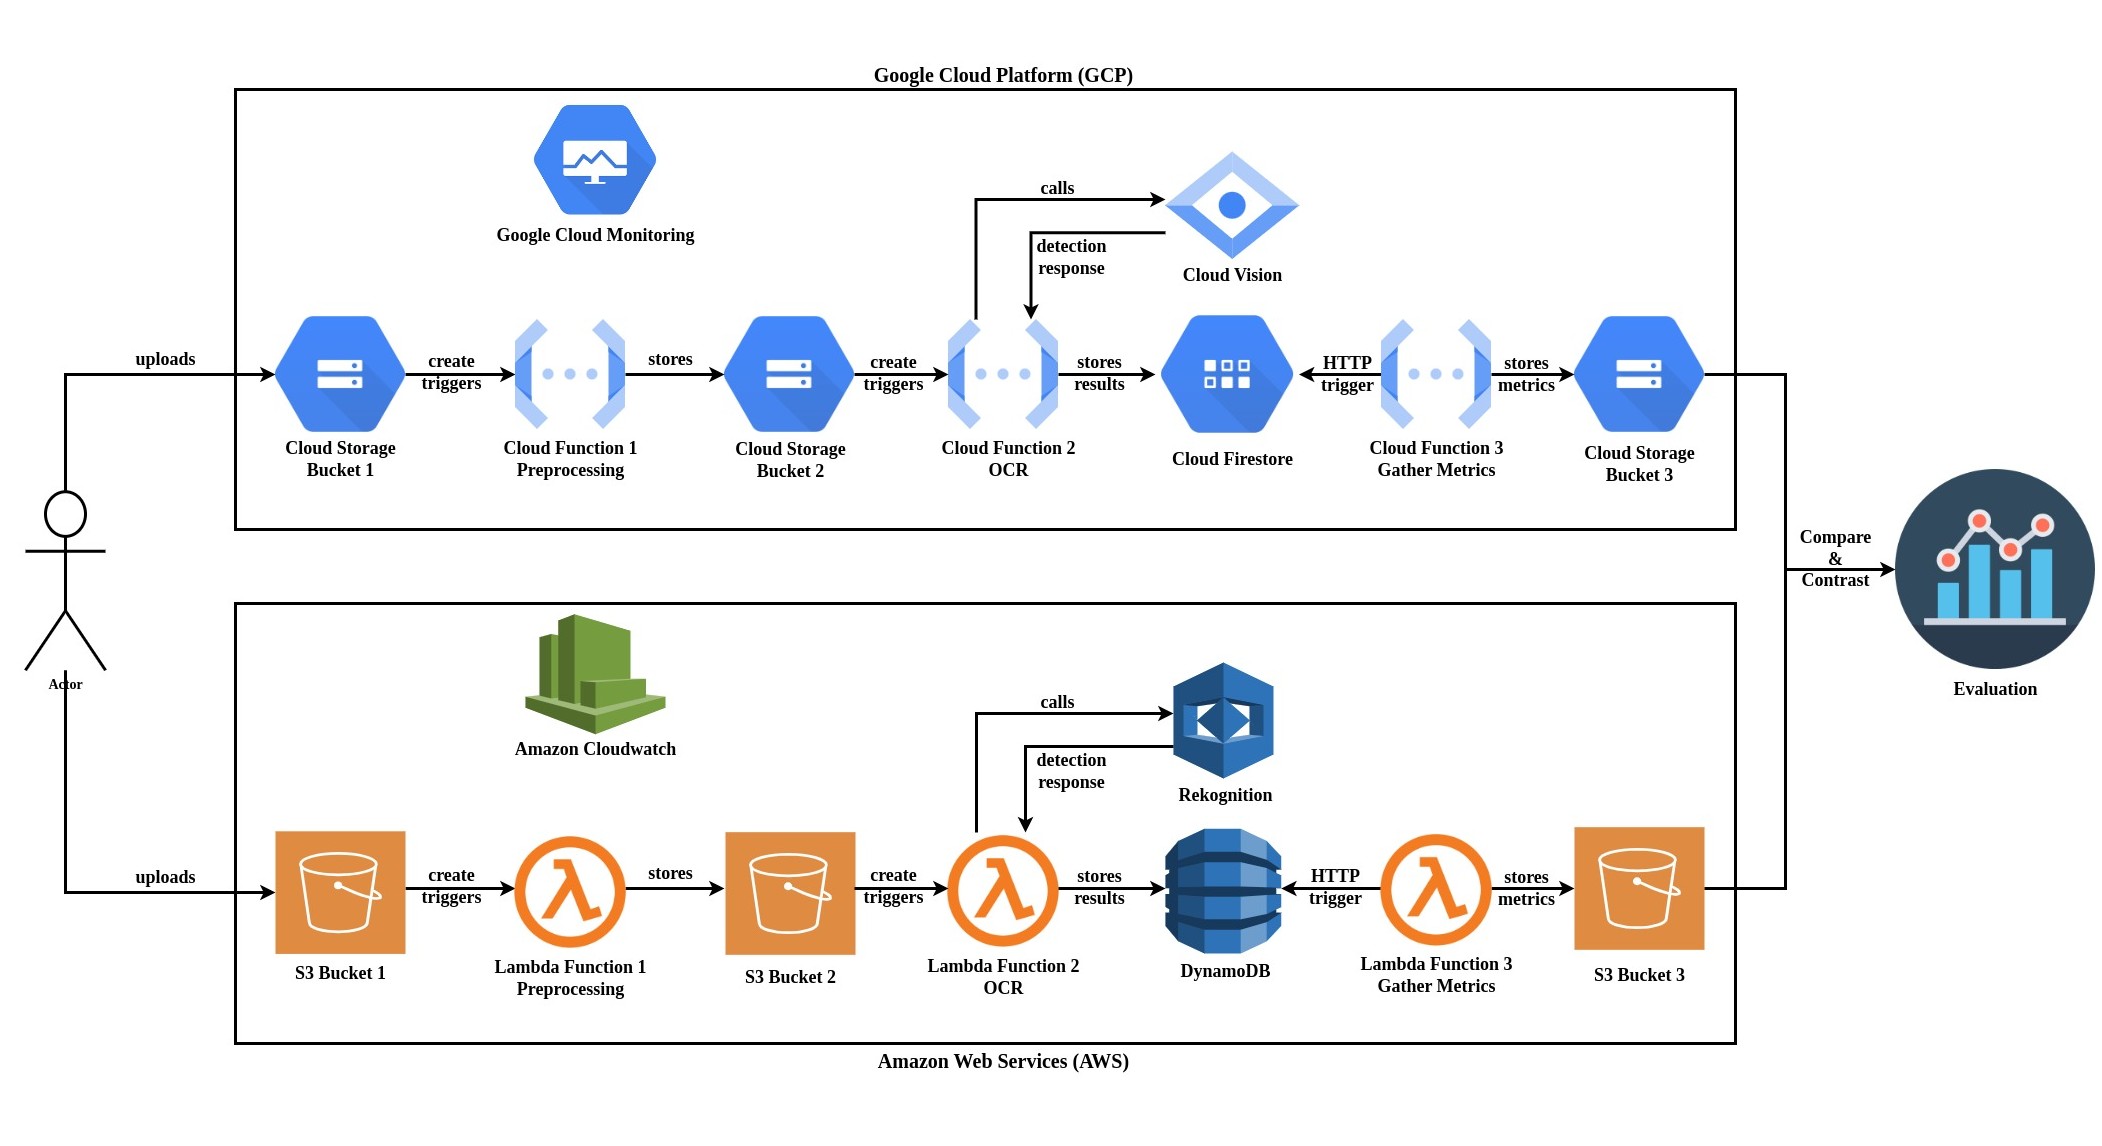 Google Cloud Platform (GCP)
Google Cloud Monitoring
calls
detection
response
Cloud Vision
uploads
create
triggers
stores
create
triggers
stores
results
HTTP
trigger
stores
metrics
Cloud Storage
Bucket 1
Cloud Function 1
Preprocessing
Cloud Storage
Bucket 2
Cloud Function 2
OCR
Cloud Firestore
Cloud Function 3
Gather Metrics
Cloud Storage
Bucket 3
Actor
Compare
&
Contrast
Evaluation
Amazon Cloudwatch
calls
detection
response
Rekognition
uploads
create
triggers
stores
create
triggers
stores
results
HTTP
trigger
stores
metrics
S3 Bucket 1
Lambda Function 1
Preprocessing
S3 Bucket 2
Lambda Function 2
OCR
DynamoDB
Lambda Function 3
Gather Metrics
S3 Bucket 3
Amazon Web Services (AWS)